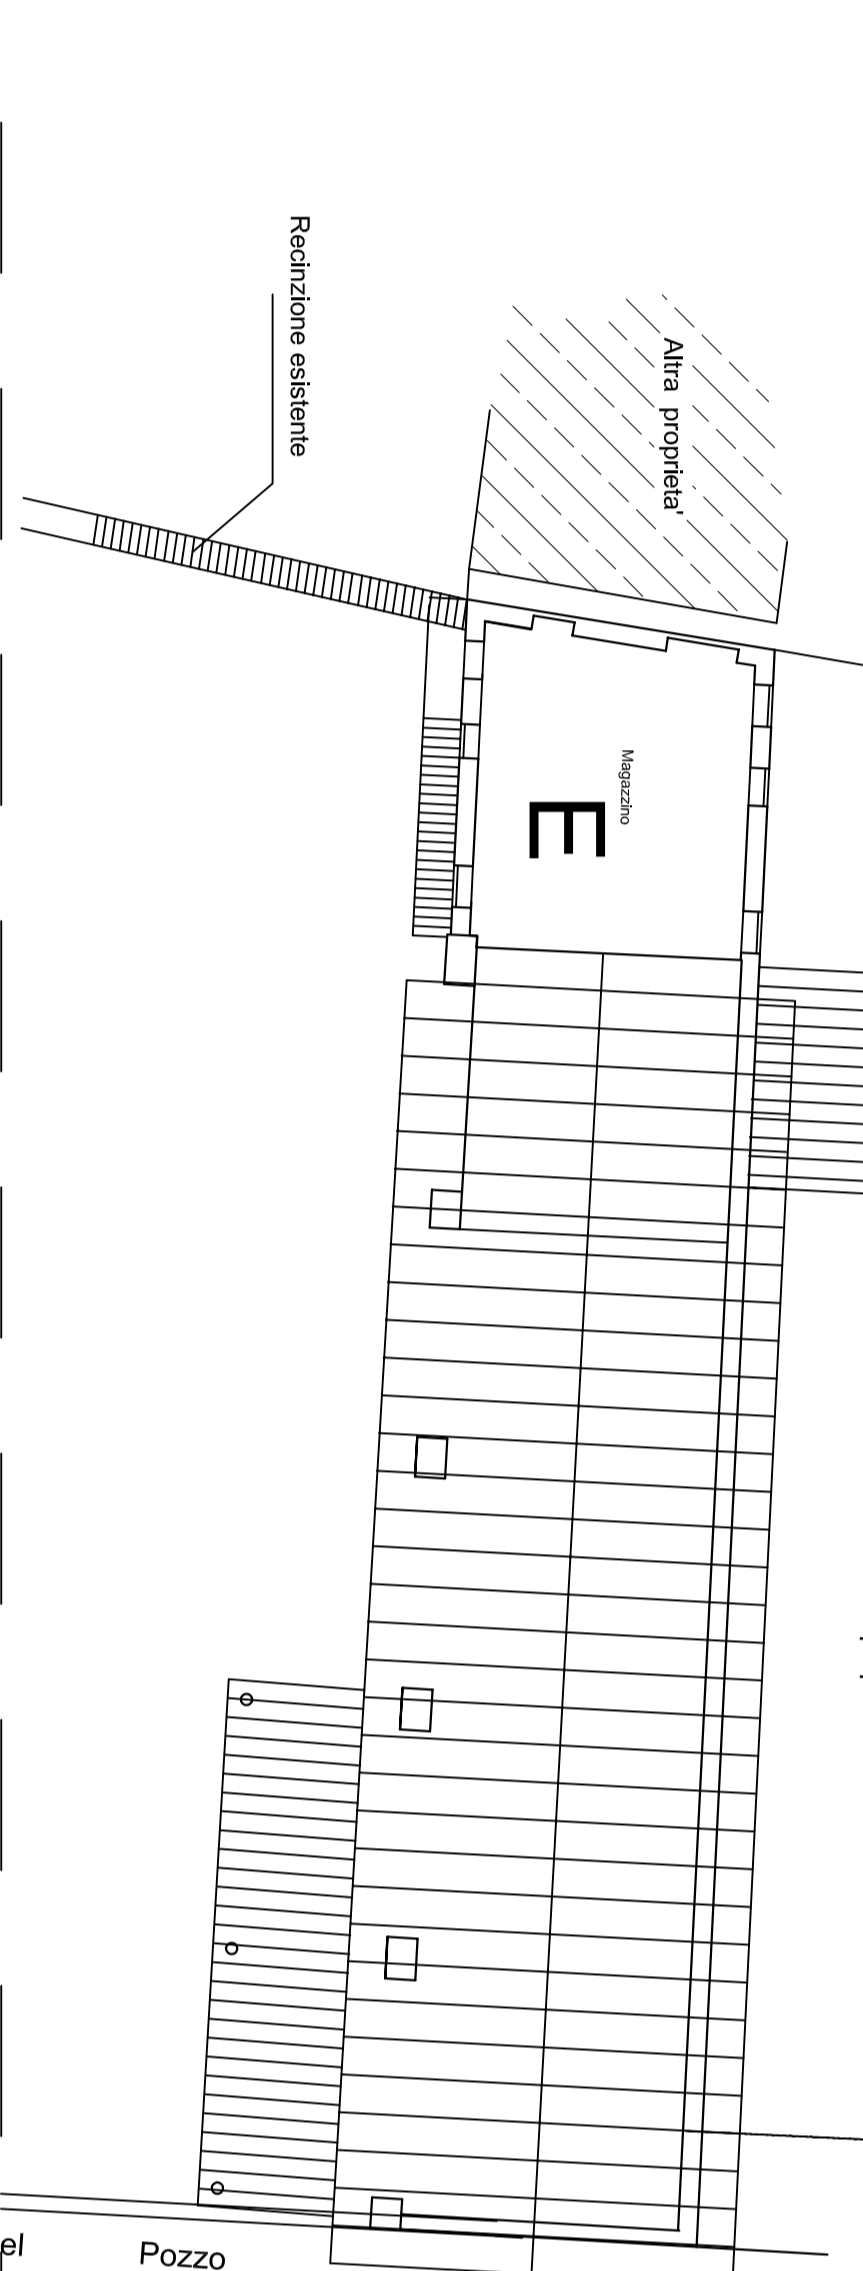 Recinzione esistente
Altra proprieta'
Magazzino
E
el
Pozzo